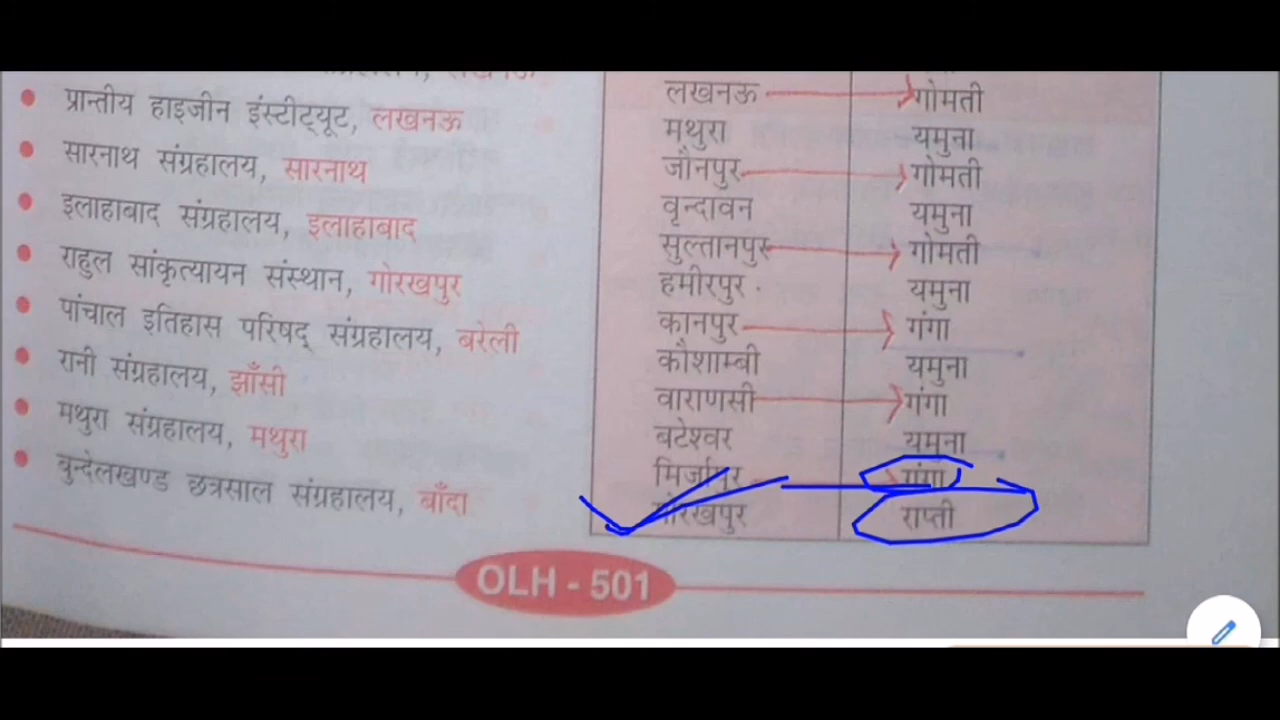 प्रान्तीय हाइजीन इंस्टीट्यूट, लखनऊ
सारनाथ संग्रहालय, सारनाथ
इलाहाबाद संग्रहालय, इलाहाबाद
राहुल सांकृत्यायन संस्थान, गोरखपुर
पांचाल इतिहास परिषद् संग्रहालय, बरेली
रानी संग्रहालय, झाँसी
मथुरा संग्रहालय, मथुरा
बुन्देलखण्ड छत्रसाल संग्रहालय, बाँदा
लखनऊ गोमती
मथुरा यमुना
जौनपुर गोमती
वृन्दावन यमुना
सुल्तानपुर गोमती
हमीरपुर यमुना
कानपुर गंगा
कौशाम्बी यमुना
वाराणसी गंगा
बटेश्वर यमुना
मिर्जापुर गंगा
गोरखपुर राप्ती
OLH - 501